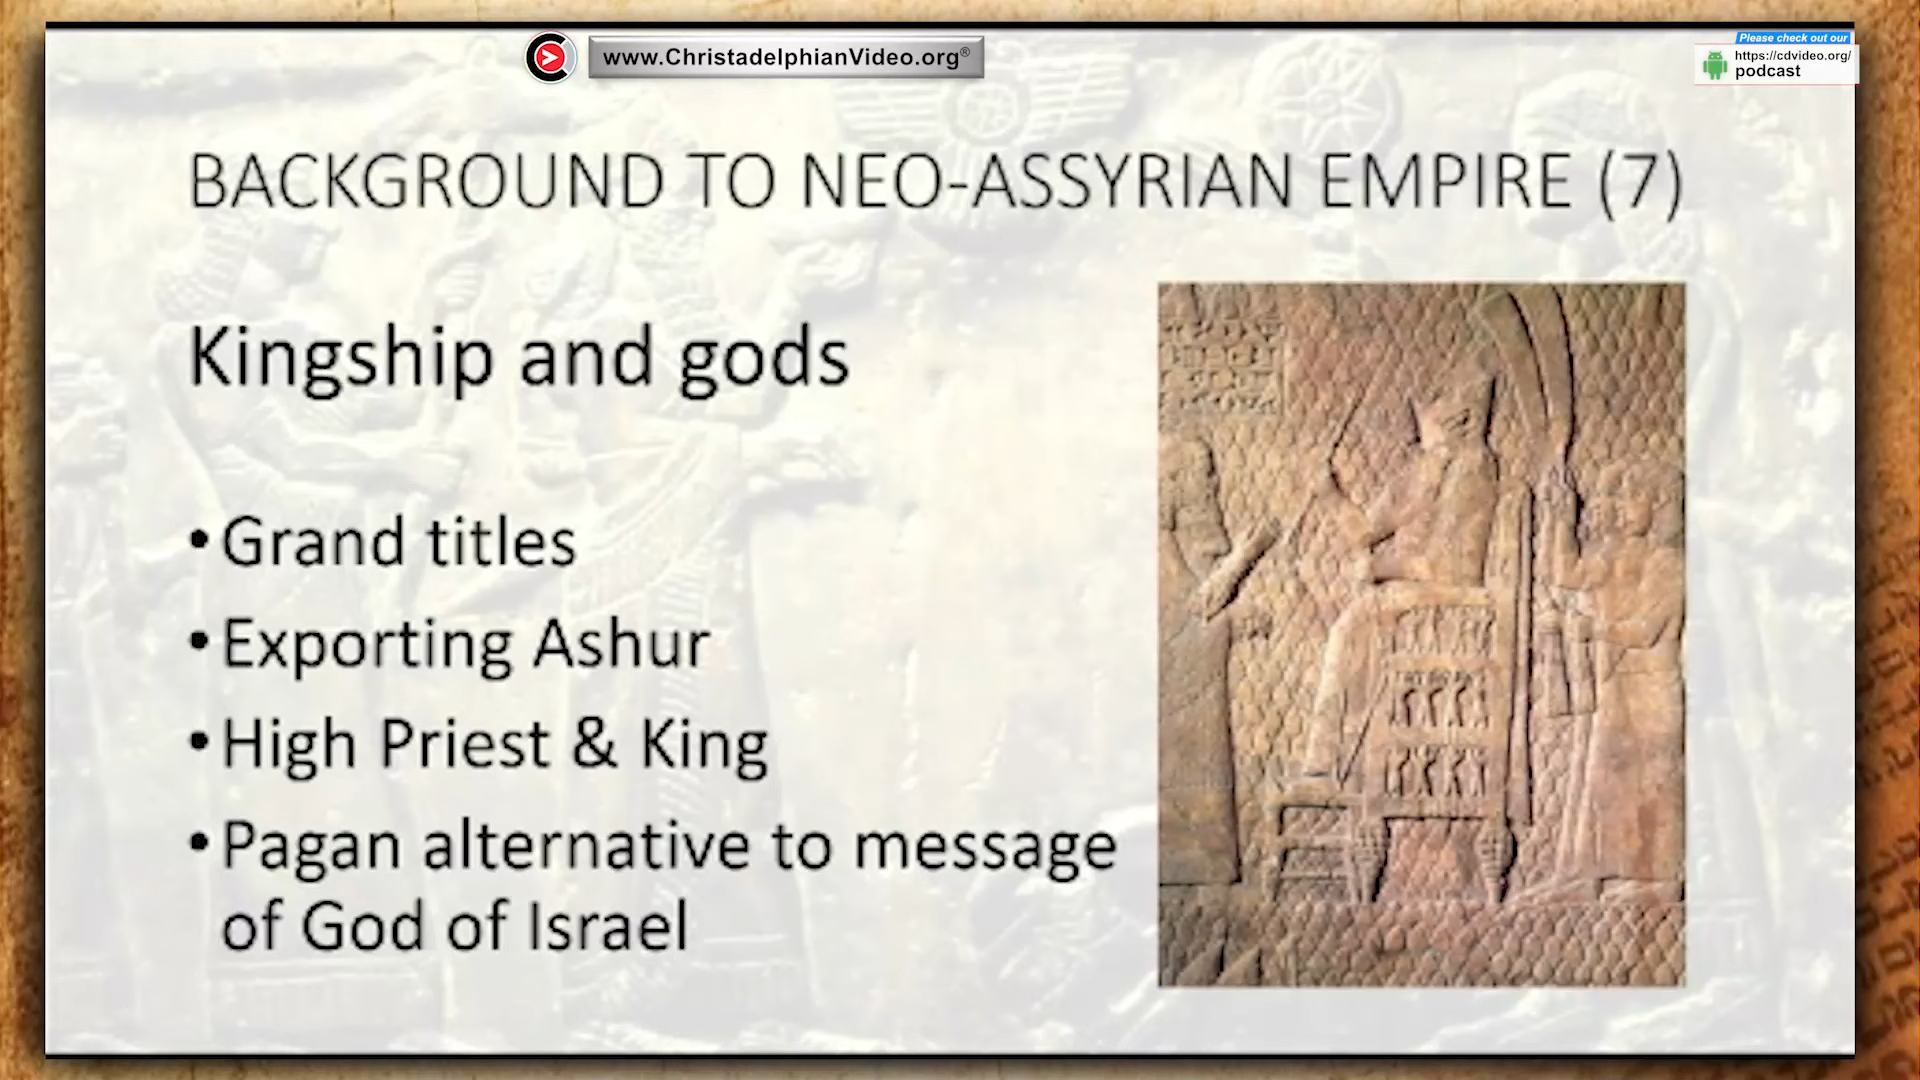 www.ChristadelphianVideo.org®
Please check out our
https://cdvideo.org/
podcast
BACKGROUND TO NEO-ASSYRIAN EMPIRE (7)
Kingship and gods
• Grand titles
• Exporting Ashur
• High Priest & King
• Pagan alternative to message
of God of Israel